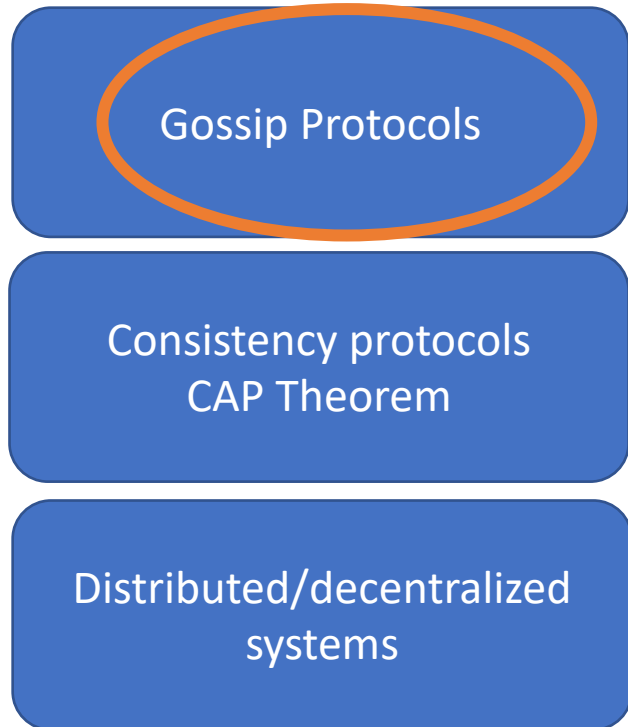 Gossip Protocols
Consistency protocols
CAP Theorem
Distributed/decentralized
systems